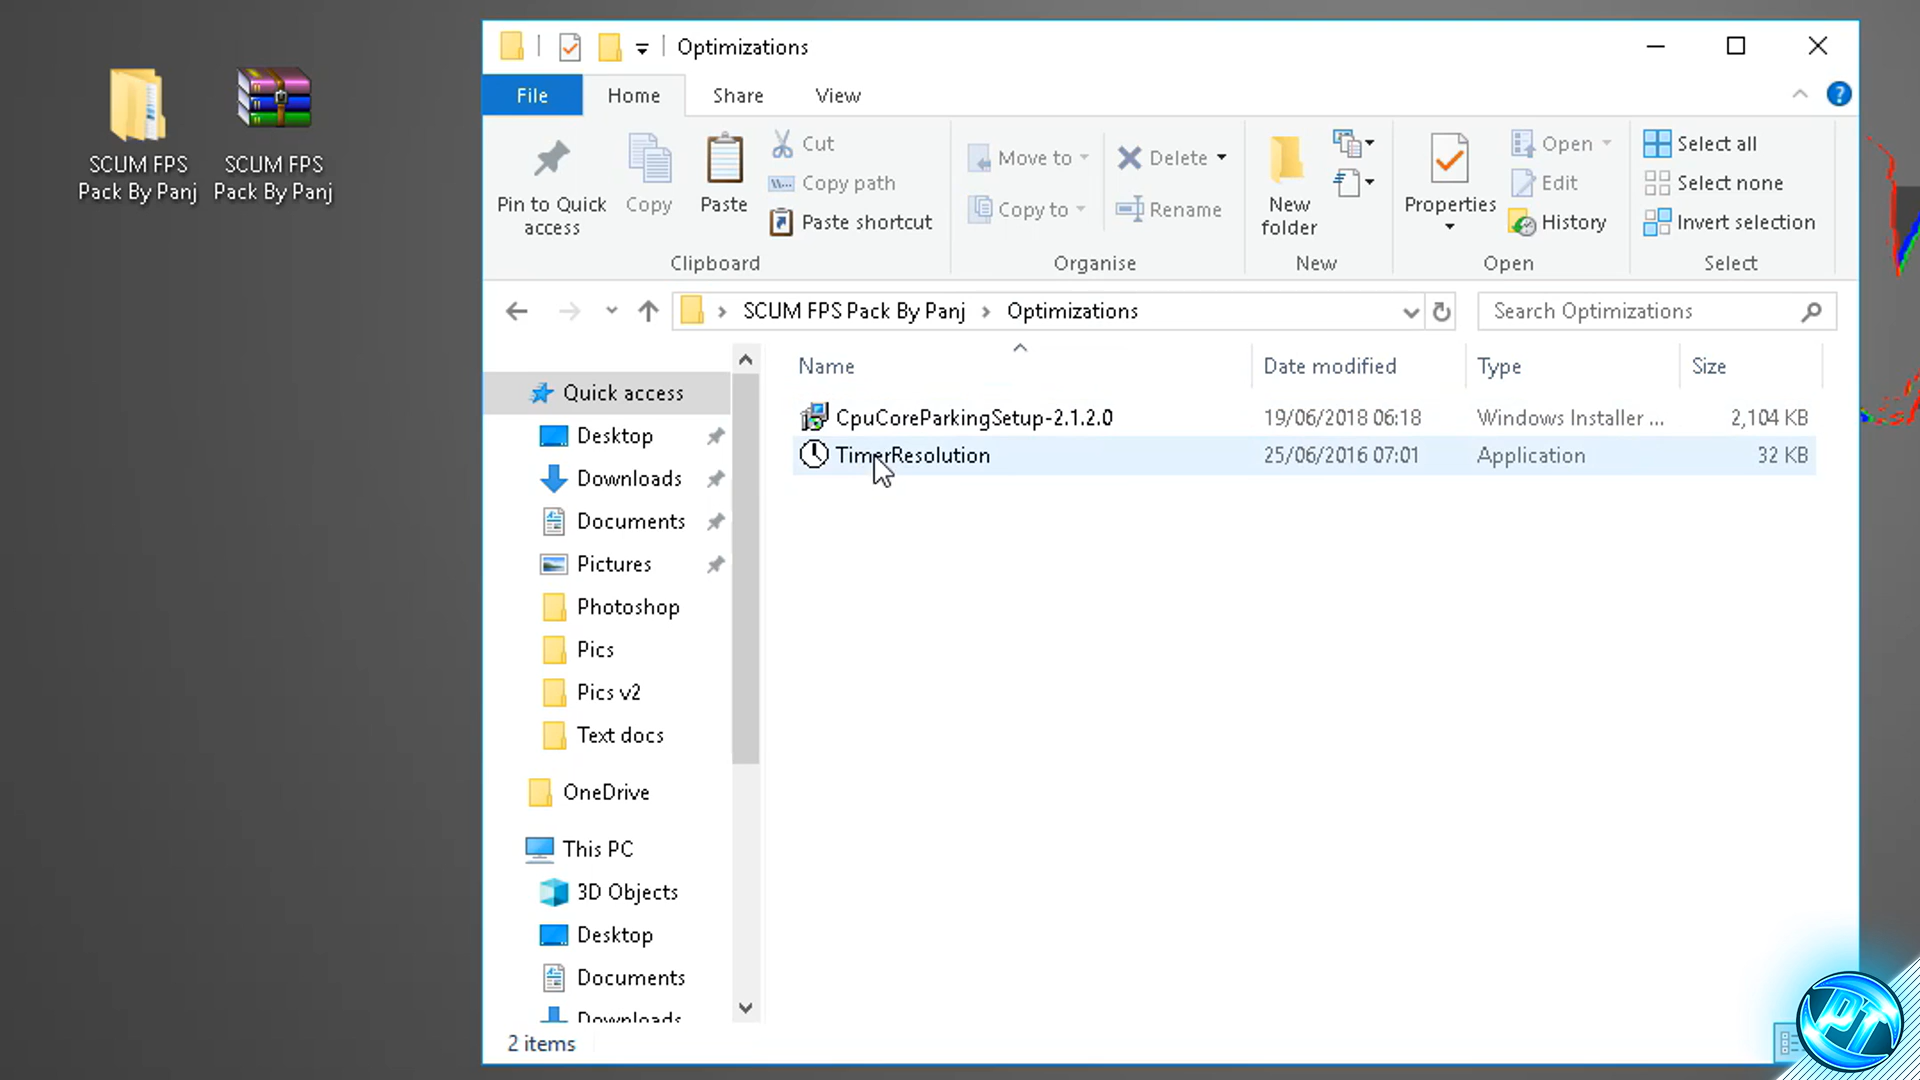 SCUM FPS
Pack By Panj
SCUM FPS
Pack By Panj
Optimizations
File
Home
Share
View
Pin to Quick
access
Copy
Paste
Cut
Copy path
Paste shortcut
Clipboard
Move to
Copy to
Delete
Rename
Organise
New
folder
New
Properties
Open
Edit
History
Open
Select all
Select none
Invert selection
Select
SCUM FPS Pack By Panj
Optimizations
Search Optimizations
Quick access
Desktop
Downloads
Documents
Pictures
Photoshop
Pics
Pics v2
Text docs
OneDrive
This PC
3D Objects
Desktop
Documents
Downloads
Name
Date modified
Type
Size
CpuCoreParkingSetup-2.1.2.0
19/06/2018 06:18
Windows Installer ...
2,104 KB
TimerResolution
25/06/2016 07:01
Application
32 KB
2 items
PT